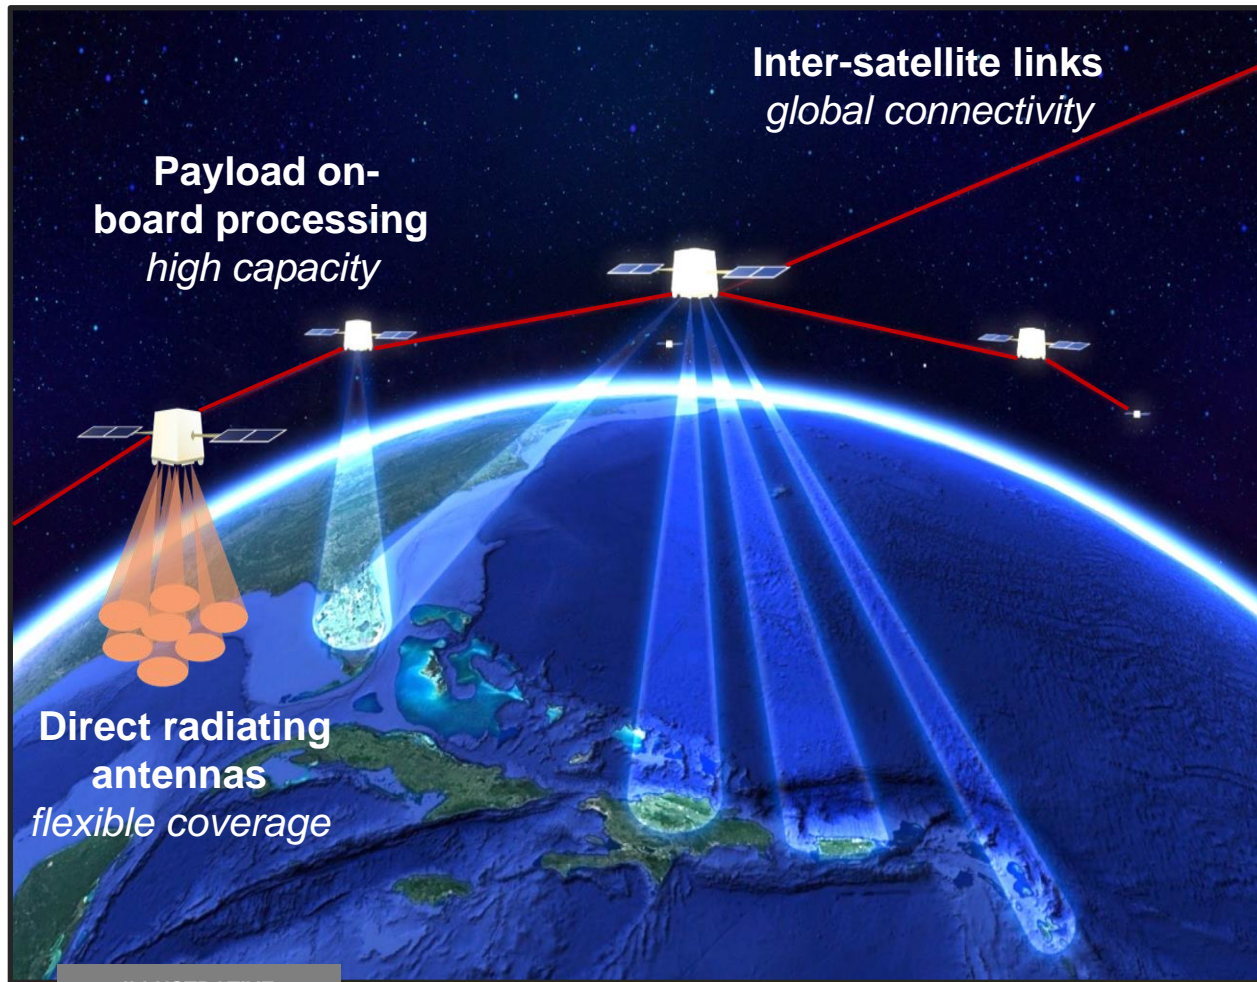 Inter-satellite links
global connectivity
Payload on-
board processing
high capacity
Direct radiating
antennas
flexible coverage